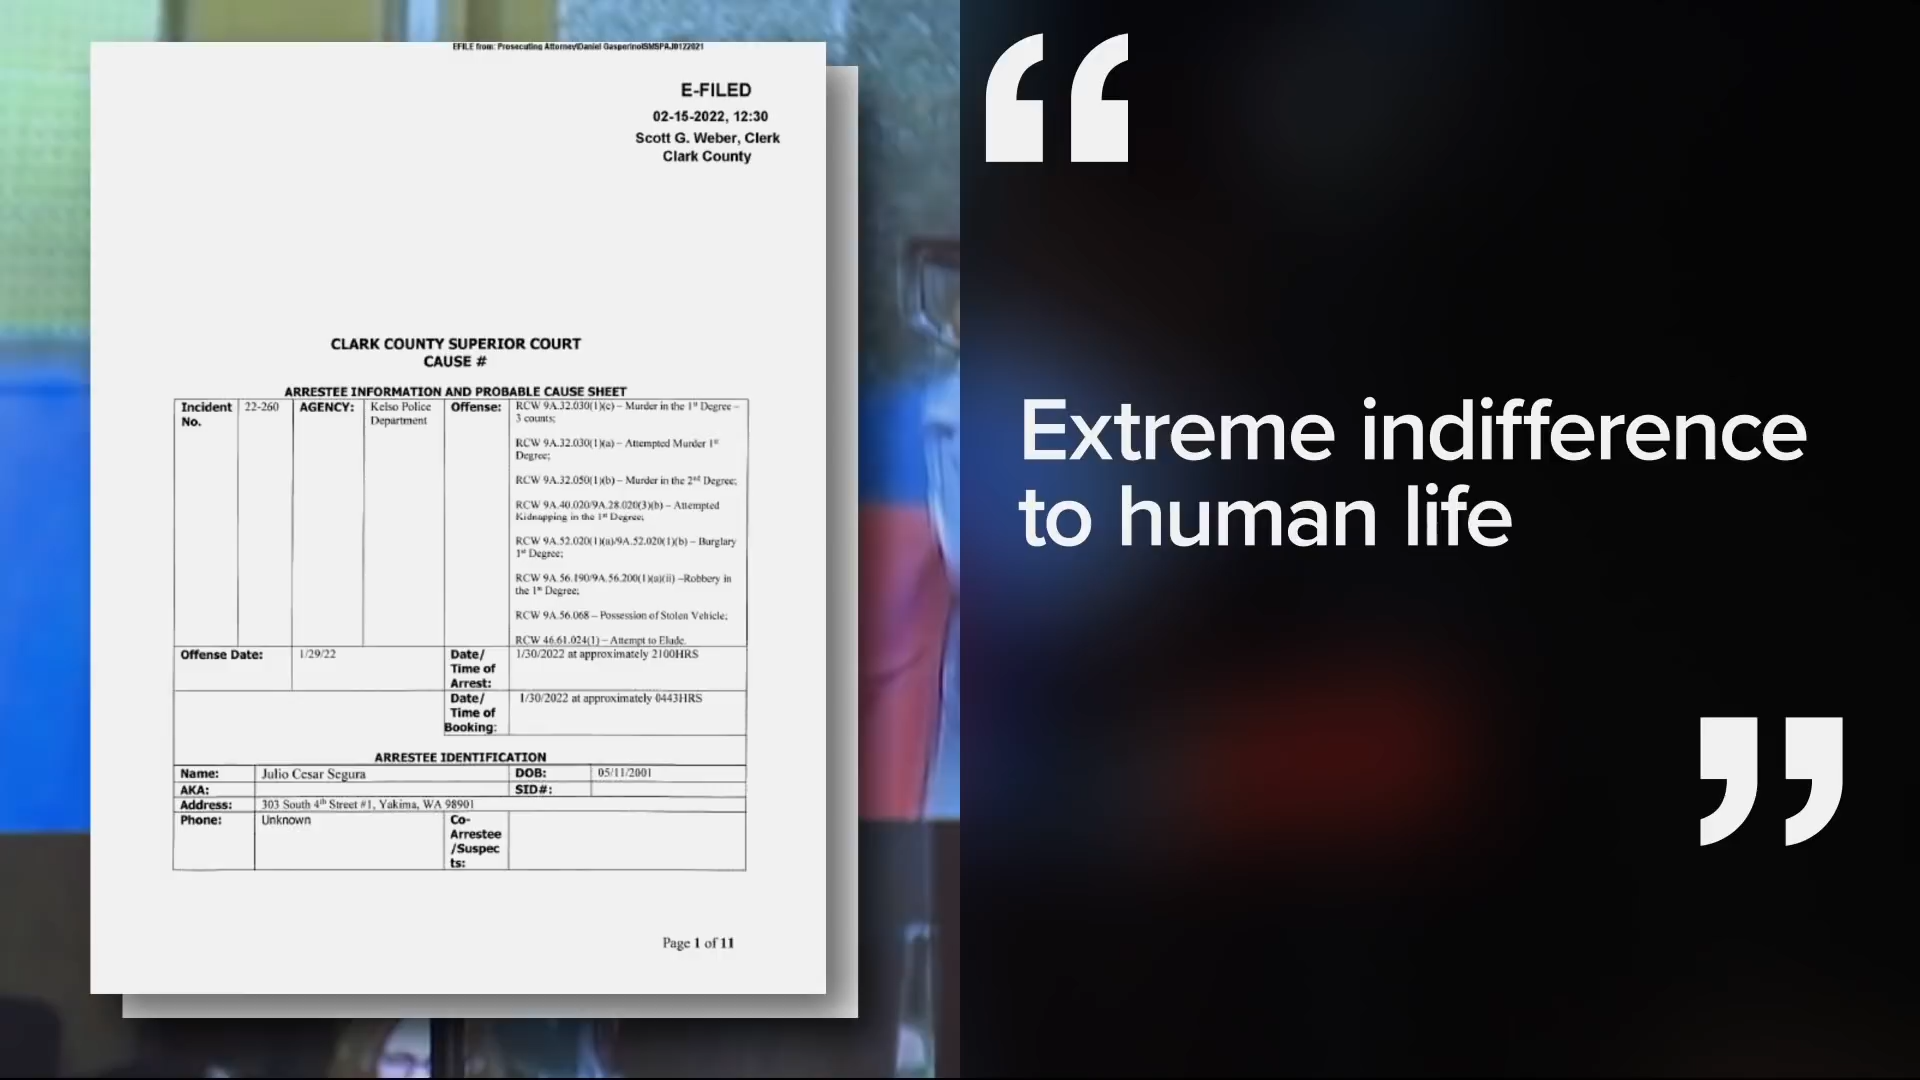 EFILE from: Prosecuting Attorney\Daniel Gasperino\SMSPAJ0122021
E-FILED
02-15-2022, 12:30
Scott G. Weber, Clerk
Clark County
CLARK COUNTY SUPERIOR COURT
CAUSE #
ARRESTEE INFORMATION AND PROBABLE CAUSE SHEET
Incident No. 22-260 AGENCY: Kelso Police Department Offense: RCW 9A.32.030(1)(c) – Murder in the 1st Degree –
3 counts;
RCW 9A.32.030(1)(a) – Attempted Murder 1st
Degree;
RCW 9A.32.050(1)(b) – Murder in the 2nd Degree;
RCW 9A.40.020/9A.28.020(3)(b) – Attempted
Kidnapping in the 1st Degree;
RCW 9A.52.020(1)(a)/9A.52.020(1)(b) – Burglary
1st Degree;
RCW 9A.56.190/9A.56.200(1)(a)(ii) –Robbery in
the 1st Degree;
RCW 9A.56.068 – Possession of Stolen Vehicle;
RCW 46.61.024(1) – Attempt to Elude.
Offense Date: 1/29/22 Date/ Time of Arrest: 1/30/2022 at approximately 2100HRS
Date/ Time of Booking: 1/30/2022 at approximately 0443HRS
ARRESTEE IDENTIFICATION
Name: Julio Cesar Segura DOB: 05/11/2001
AKA: SID#:
Address: 303 South 4th Street #1, Yakima, WA 98901
Phone: Unknown Co-
Arrestee
/Suspec
ts:
Page 1 of 11
“
Extreme indifference
to human life
”